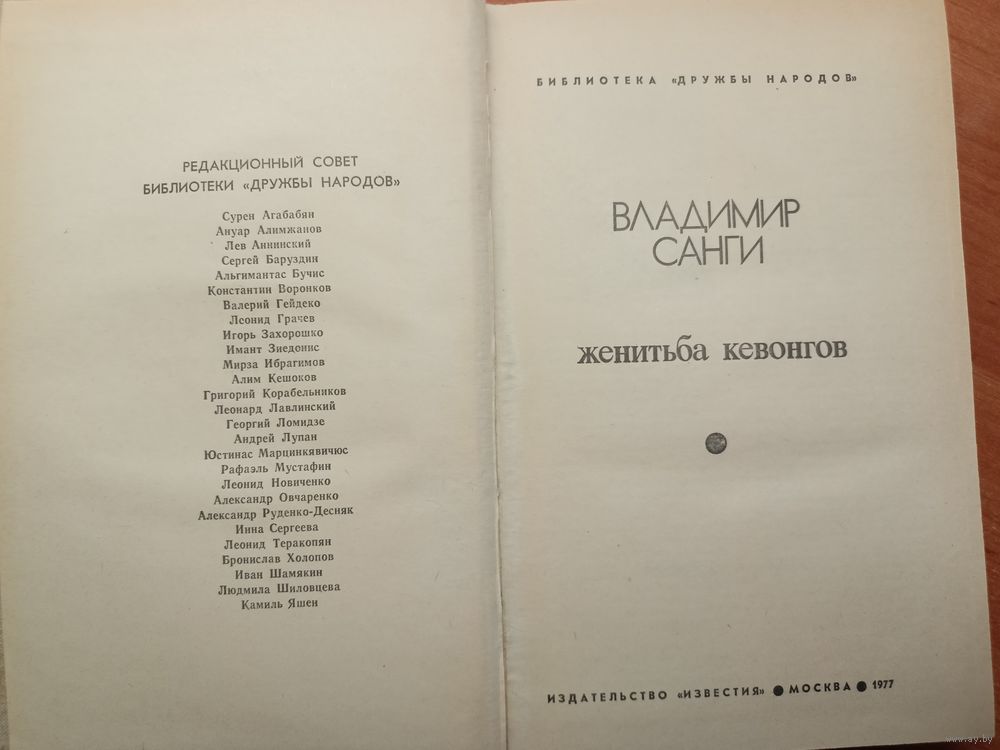 РЕДАКЦИОННЫЙ СОВЕТ
БИБЛИОТЕКИ «ДРУЖБЫ НАРОДОВ»
Сурен Агабабян
Ануар Алимжанов
Лев Аннинский
Сергей Баруздин
Альгимантас Бучис
Константин Воронков
Валерий Гейдеко
Леонид Грачев
Игорь Захорошко
Имант Зиедонис
Мирза Ибрагимов
Алим Кешоков
Григорий Корабельников
Леонард Лавлинский
Георгий Ломидзе
Андрей Лупан
Юстинас Марцинкявичюс
Рафаэль Мустафин
Леонид Новиченко
Александр Овчаренко
Александр Руденко-Десняк
Инна Сергеева
Леонид Теракопян
Бронислав Холопов
Иван Шамякин
Людмила Шиловцева
Камиль Яшен
БИБЛИОТЕКА «ДРУЖБЫ НАРОДОВ»
ВЛАДИМИР
САНГИ
женитьба кевонгов
ИЗДАТЕЛЬСТВО «ИЗВЕСТИЯ» ● МОСКВА ● 1977
www.ay.by